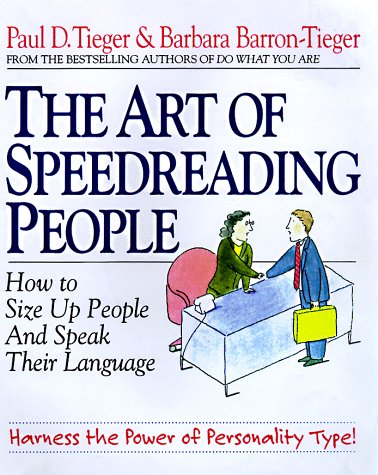 Paul D. Tieger & Barbara Barron-Tieger
FROM THE BESTSELLING AUTHORS OF DO WHAT YOU ARE
THE ART OF
SPEEDREADING
PEOPLE
How to
Size Up People
And Speak
Their Language
Harness the Power of Personality Type!